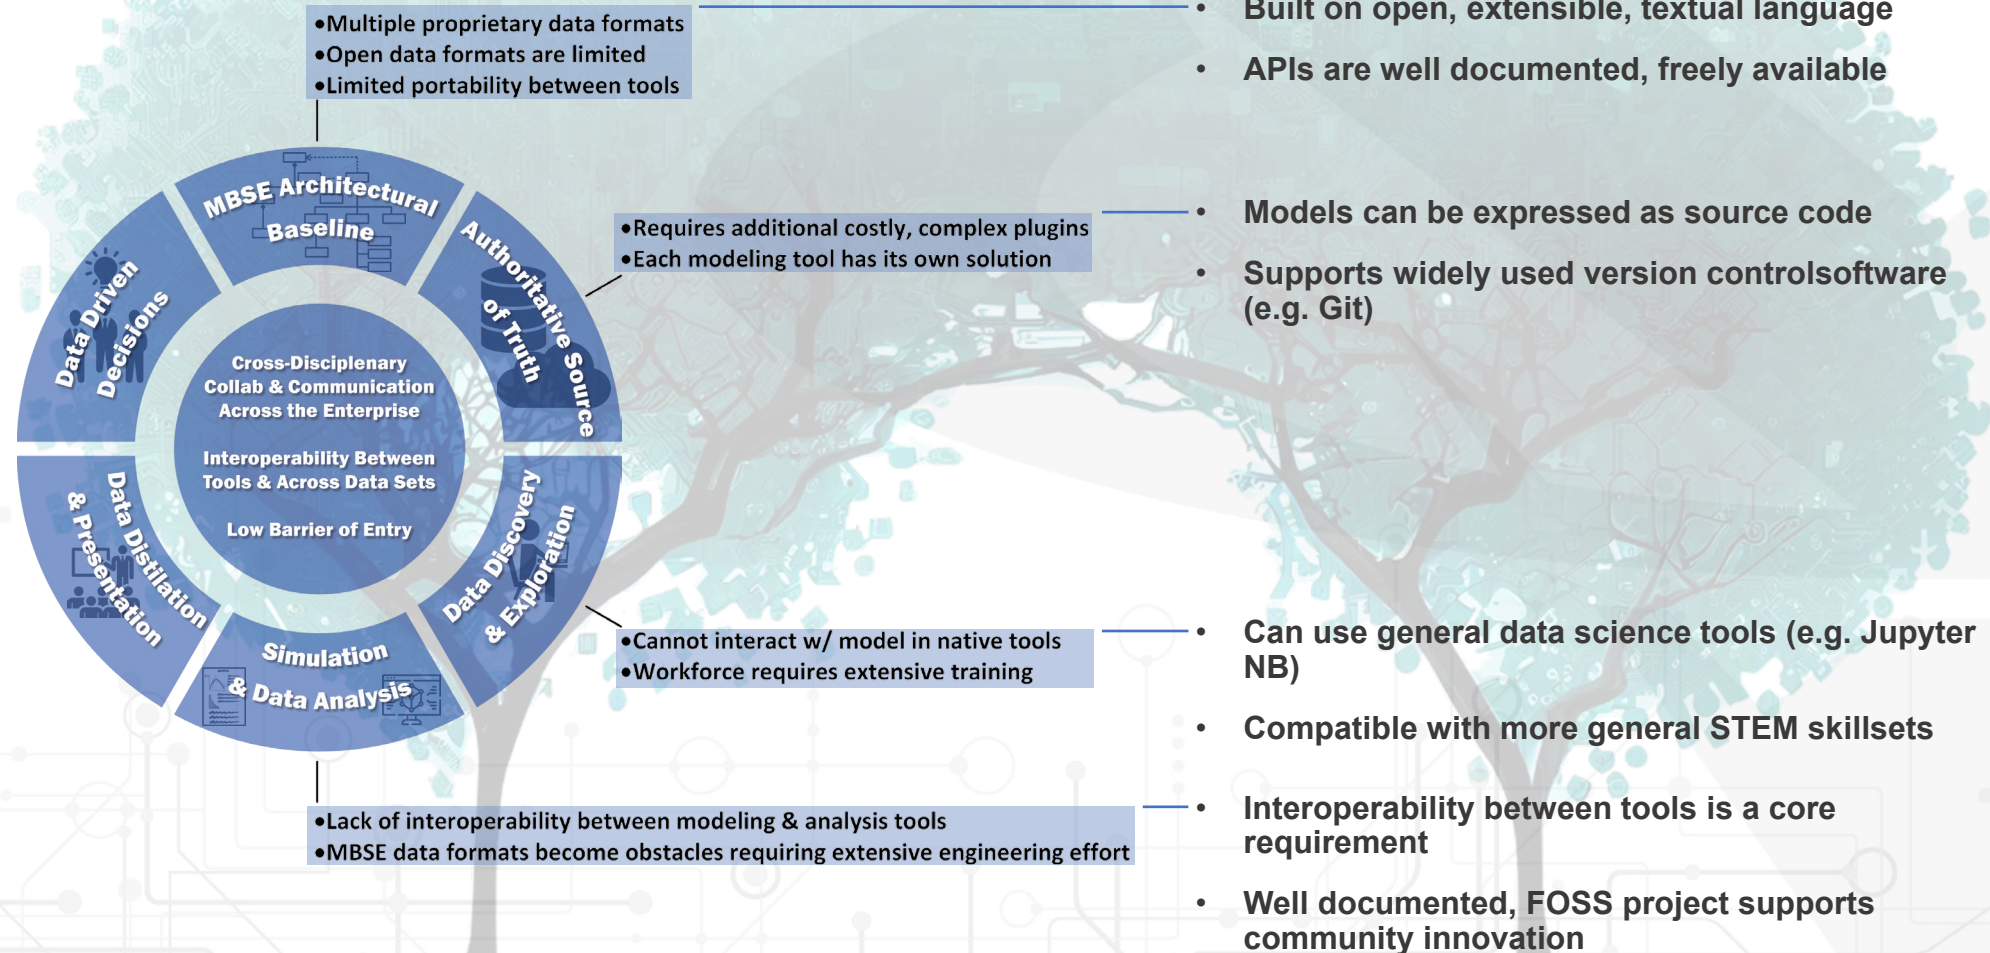 •Multiple proprietary data formats
•Open data formats are limited
•Limited portability between tools
• Built on open, extensible, textual language
• APIs are well documented, freely available
MBSE Architectural
Baseline
Authoritative Source
of Truth
•Requires additional costly, complex plugins
•Each modeling tool has its own solution
• Models can be expressed as source code
• Supports widely used version controlsoftware
(e.g. Git)
Data Driven
Decisions
Cross-Disciplenary
Collab & Communication
Across the Enterprise
Interoperability Between
Tools & Across Data Sets
Low Barrier of Entry
Data Discovery
& Exploration
•Cannot interact w/ model in native tools
•Workforce requires extensive training
• Can use general data science tools (e.g. Jupyter
NB)
• Compatible with more general STEM skillsets
Data Distilation
& Presentation
Simulation
& Data Analysis
•Lack of interoperability between modeling & analysis tools
•MBSE data formats become obstacles requiring extensive engineering effort
• Interoperability between tools is a core
requirement
• Well documented, FOSS project supports
community innovation